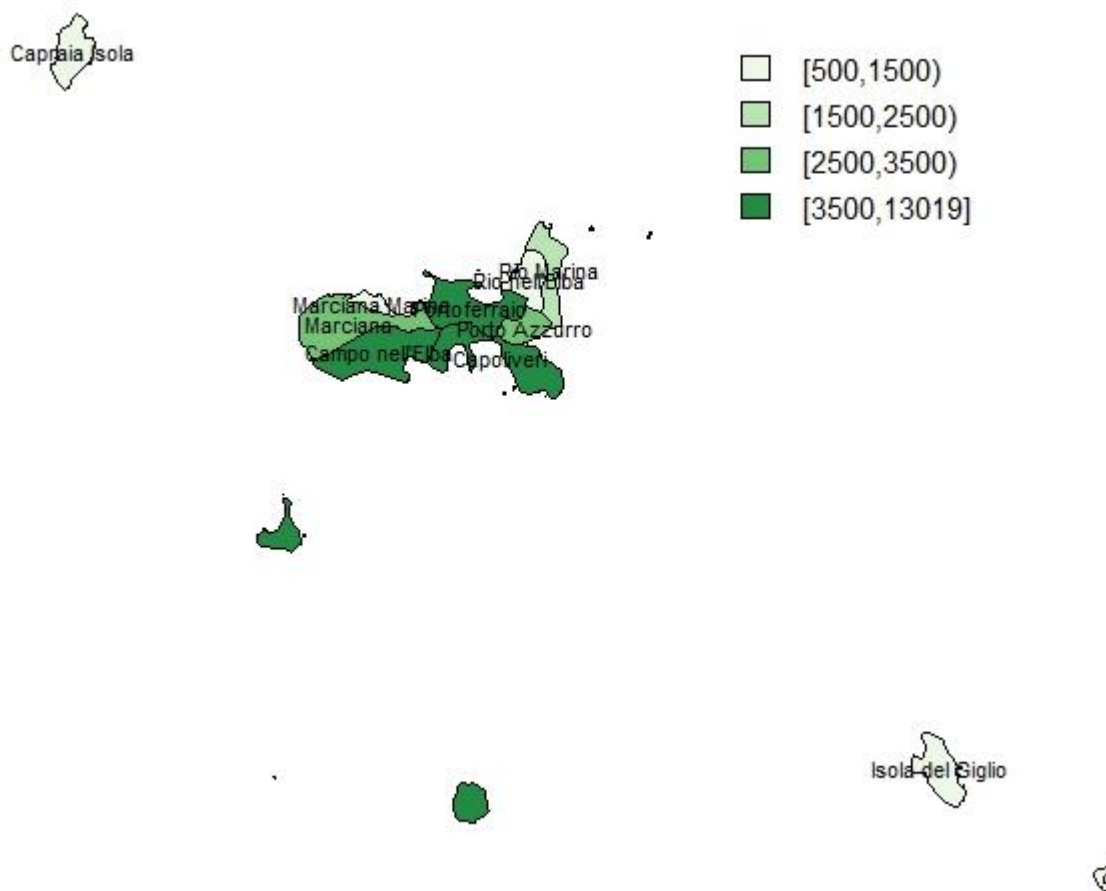 Capraia Isola
[500,1500)
[1500,2500)
[2500,3500)
[3500,13019]
Rio Marina
Rio nell'Elba
Marciana Marina
Portoferraio
Marciana
Porto Azzurro
Campo nell'Elba
Capoliveri
Isola del Giglio